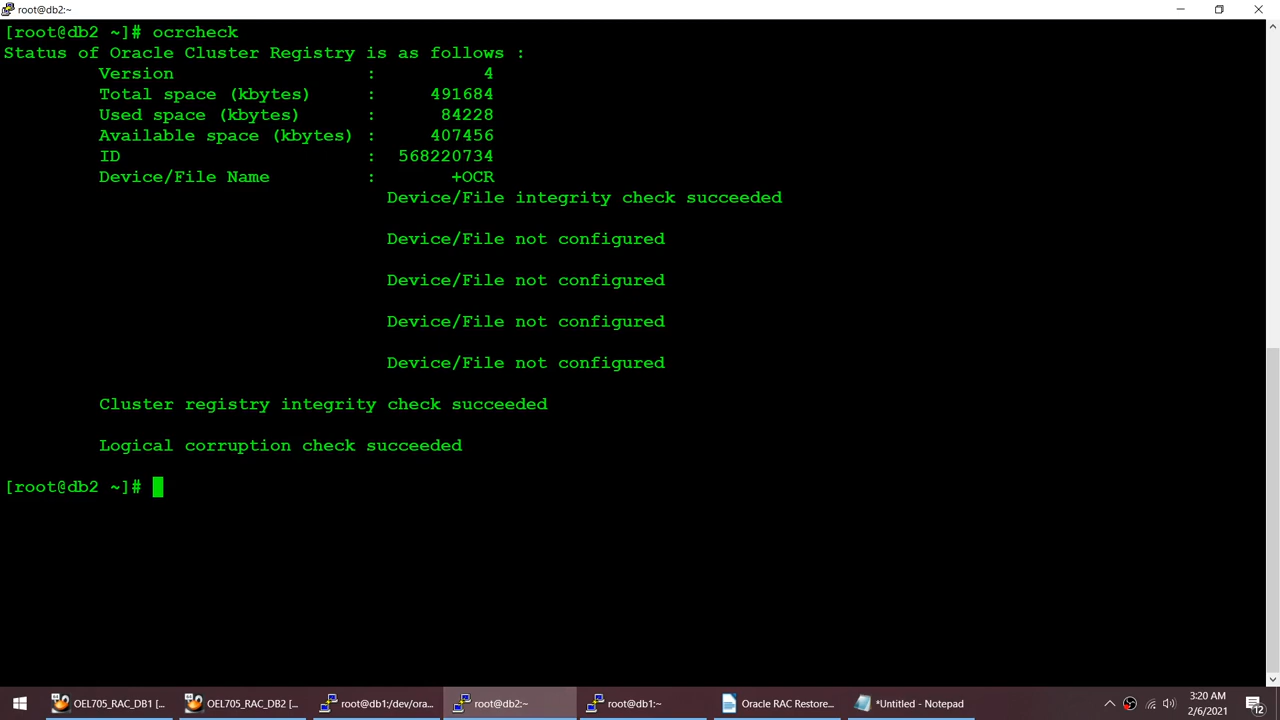 root@db2:~
[root@db2 ~]# ocrcheck
Status of Oracle Cluster Registry is as follows :
Version : 4
Total space (kbytes) : 491684
Used space (kbytes) : 84228
Available space (kbytes) : 407456
ID : 568220734
Device/File Name : +OCR
Device/File integrity check succeeded
Device/File not configured
Device/File not configured
Device/File not configured
Device/File not configured
Cluster registry integrity check succeeded
Logical corruption check succeeded
[root@db2 ~]#
OEL705_RAC_DB1 [...
OEL705_RAC_DB2 [...
root@db1:/dev/ora...
root@db2:~
root@db1:~
Oracle RAC Restore...
*Untitled - Notepad
3:20 AM
2/6/2021
12